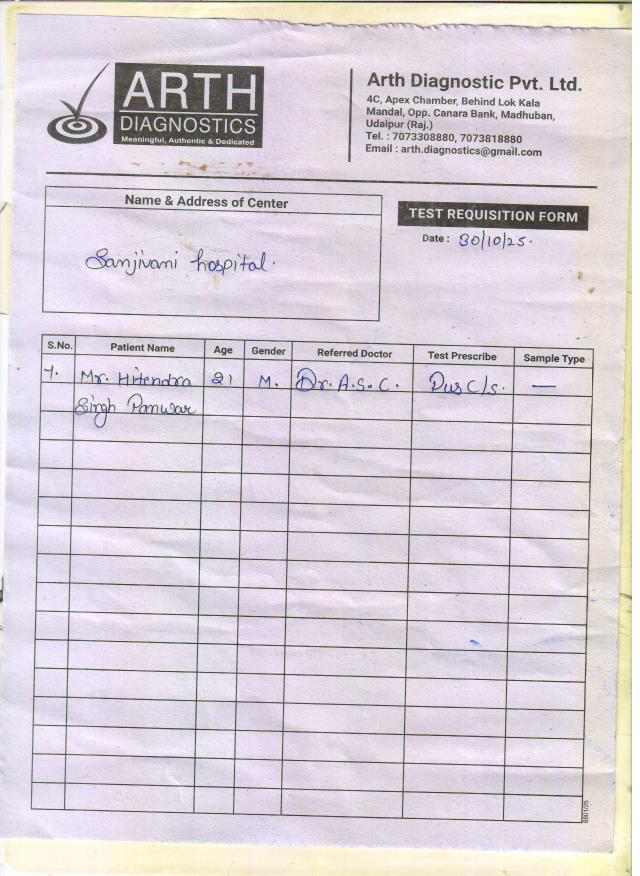 ARTH
DIAGNOSTICS
Meaningful, Authentic & Dedicated
Arth Diagnostic Pvt. Ltd.
4C, Apex Chamber, Behind Lok Kala
Mandal, Opp. Canara Bank, Madhuban,
Udaipur (Raj.)
Tel. : 7073308880, 7073818880
Email : arth.diagnostics@gmail.com
Name & Address of Center
Sanjivani hospital.
TEST REQUISITION FORM
Date : 30/10/25.
S.No. Patient Name Age Gender Referred Doctor Test Prescribe Sample Type
1. Mr. Hitendra 21 M. Dr. A.S.C. Pus C/s. —
Singh Panwar
8801/25